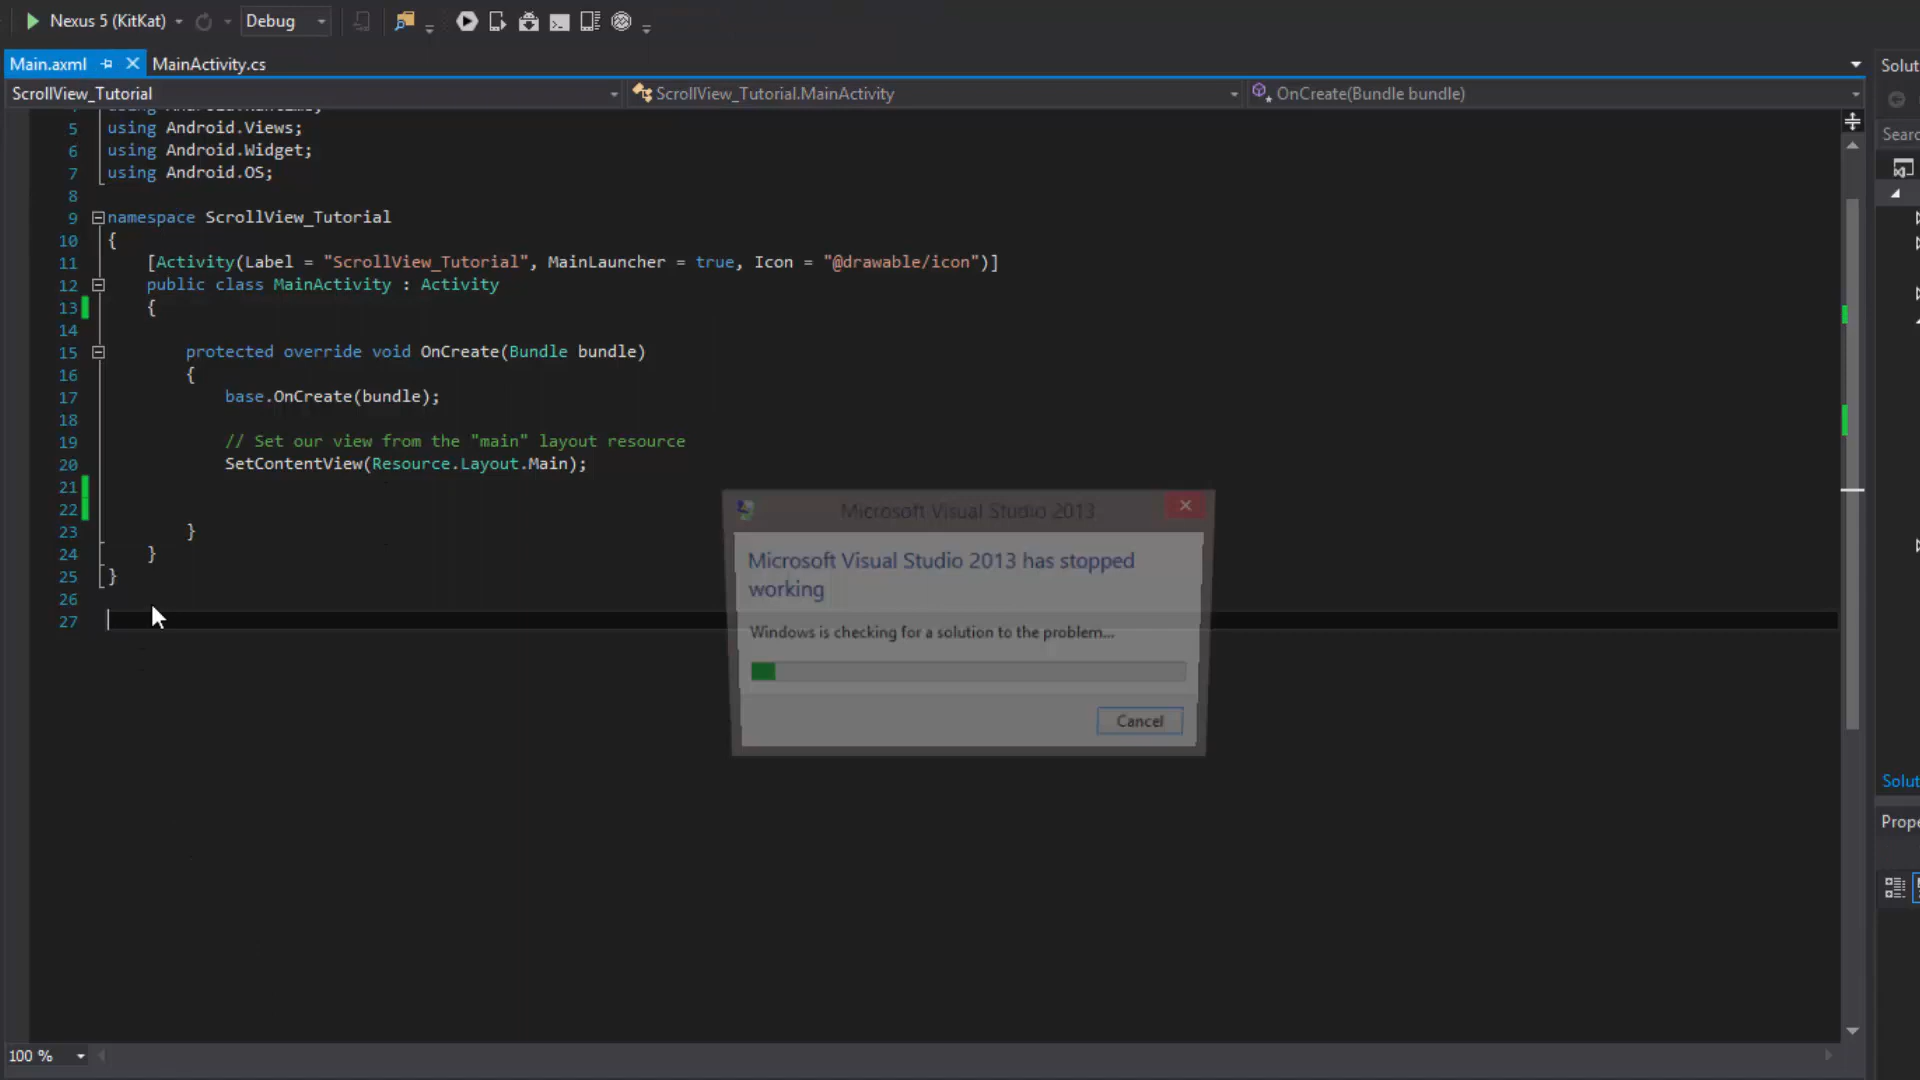 Nexus 5 (KitKat) Debug
Main.axml MainActivity.cs Solut
ScrollView_Tutorial ScrollView_Tutorial.MainActivity OnCreate(Bundle bundle)
5 using Android.Views;
Searc
6 using Android.Widget;
7 using Android.OS;
8
9 namespace ScrollView_Tutorial
10 {
11 [Activity(Label = "ScrollView_Tutorial", MainLauncher = true, Icon = "@drawable/icon")]
12 public class MainActivity : Activity
13 {
14
15 protected override void OnCreate(Bundle bundle)
16 {
17 base.OnCreate(bundle);
18
19 // Set our view from the "main" layout resource
20 SetContentView(Resource.Layout.Main);
21
22
23 }
24 }
25 }
26
27
Microsoft Visual Studio 2013
Microsoft Visual Studio 2013 has stopped
working
Windows is checking for a solution to the problem...
Cancel
Solut
Prope
100 %